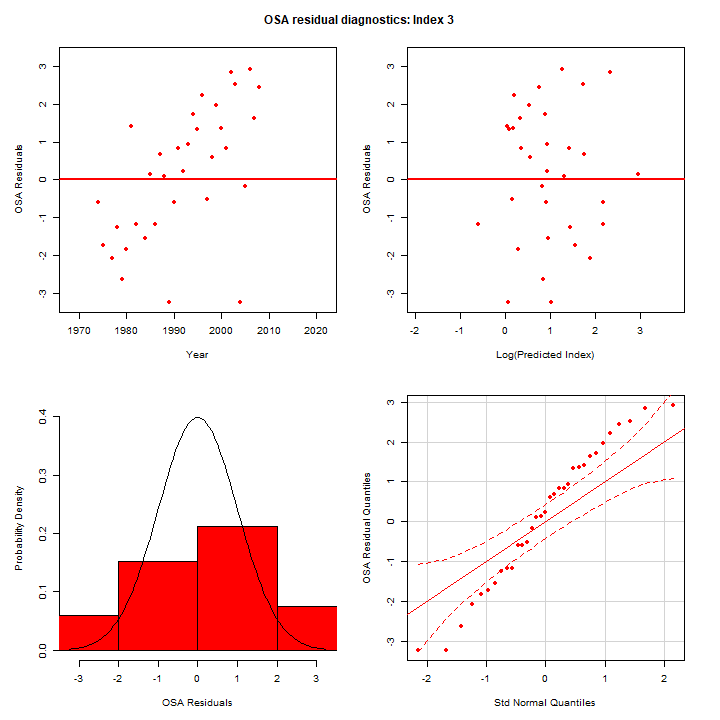 OSA residual diagnostics: Index 3
OSA Residuals
3
2
1
0
-1
-2
-3
1970 1980 1990 2000 2010 2020
Year
OSA Residuals
3
2
1
0
-1
-2
-3
-2 -1 0 1 2 3
Log(Predicted Index)
Probability Density
0.4
0.3
0.2
0.1
0.0
-3 -2 -1 0 1 2 3
OSA Residuals
OSA Residual Quantiles
3
2
1
0
-1
-2
-3
-2 -1 0 1 2
Std Normal Quantiles